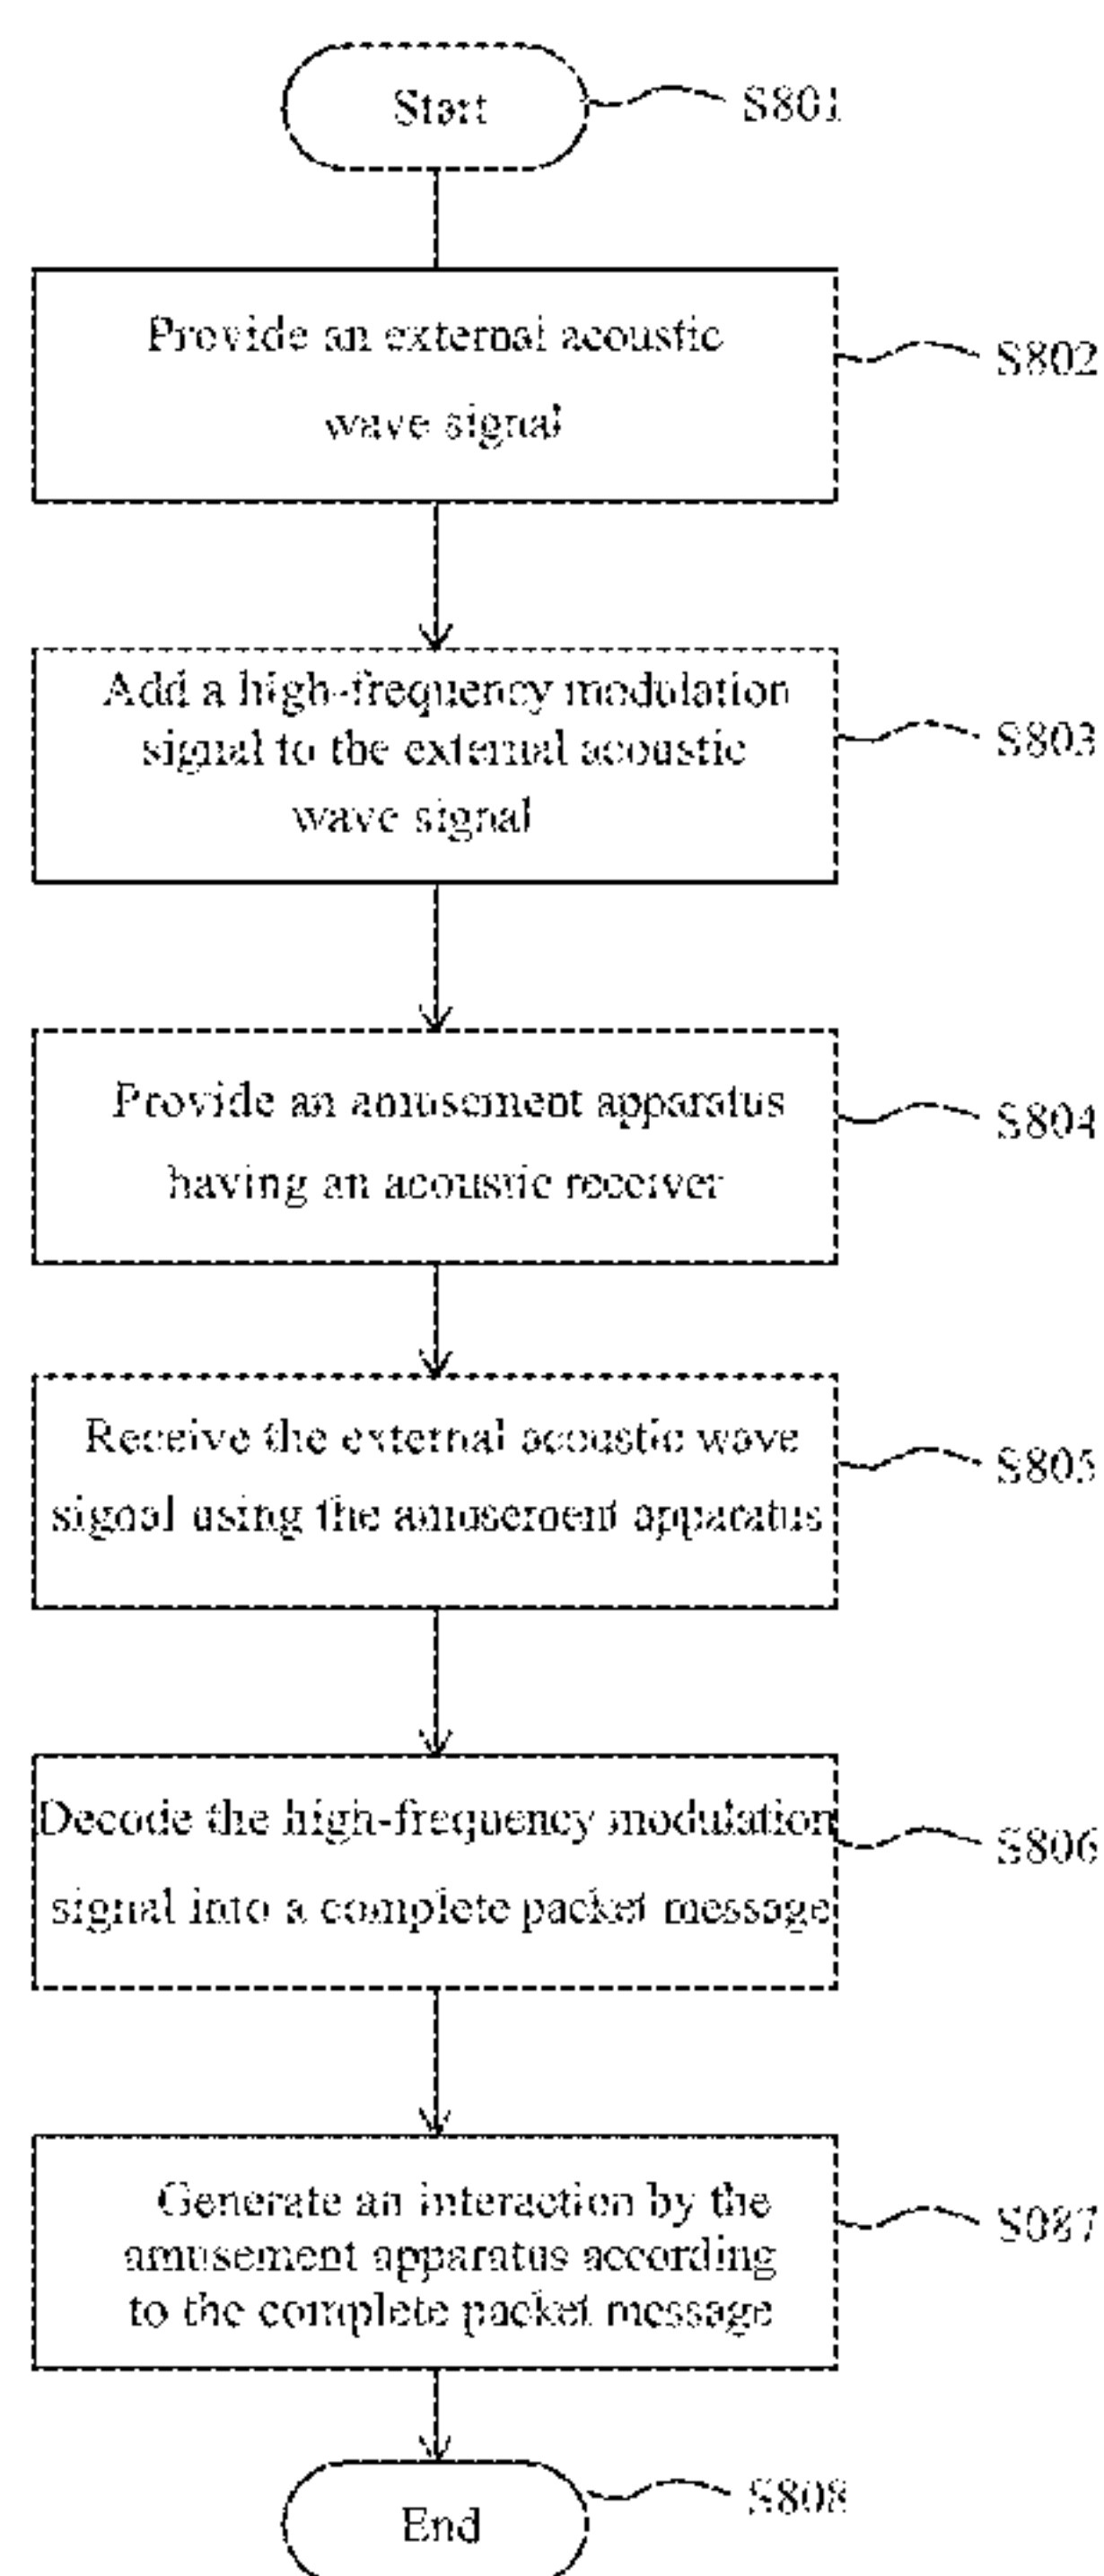 Start
S801
Provide an external acoustic
wave signal
S802
Add a high-frequency modulation
signal to the external acoustic
wave signal
S803
Provide an amusement apparatus
having an acoustic receiver
S804
Receive the external acoustic wave
signal using the amusement apparatus
S805
Decode the high-frequency modulation
signal into a complete packet message
S806
Generate an interaction by the
amusement apparatus according
to the complete packet message
S087
End
S808